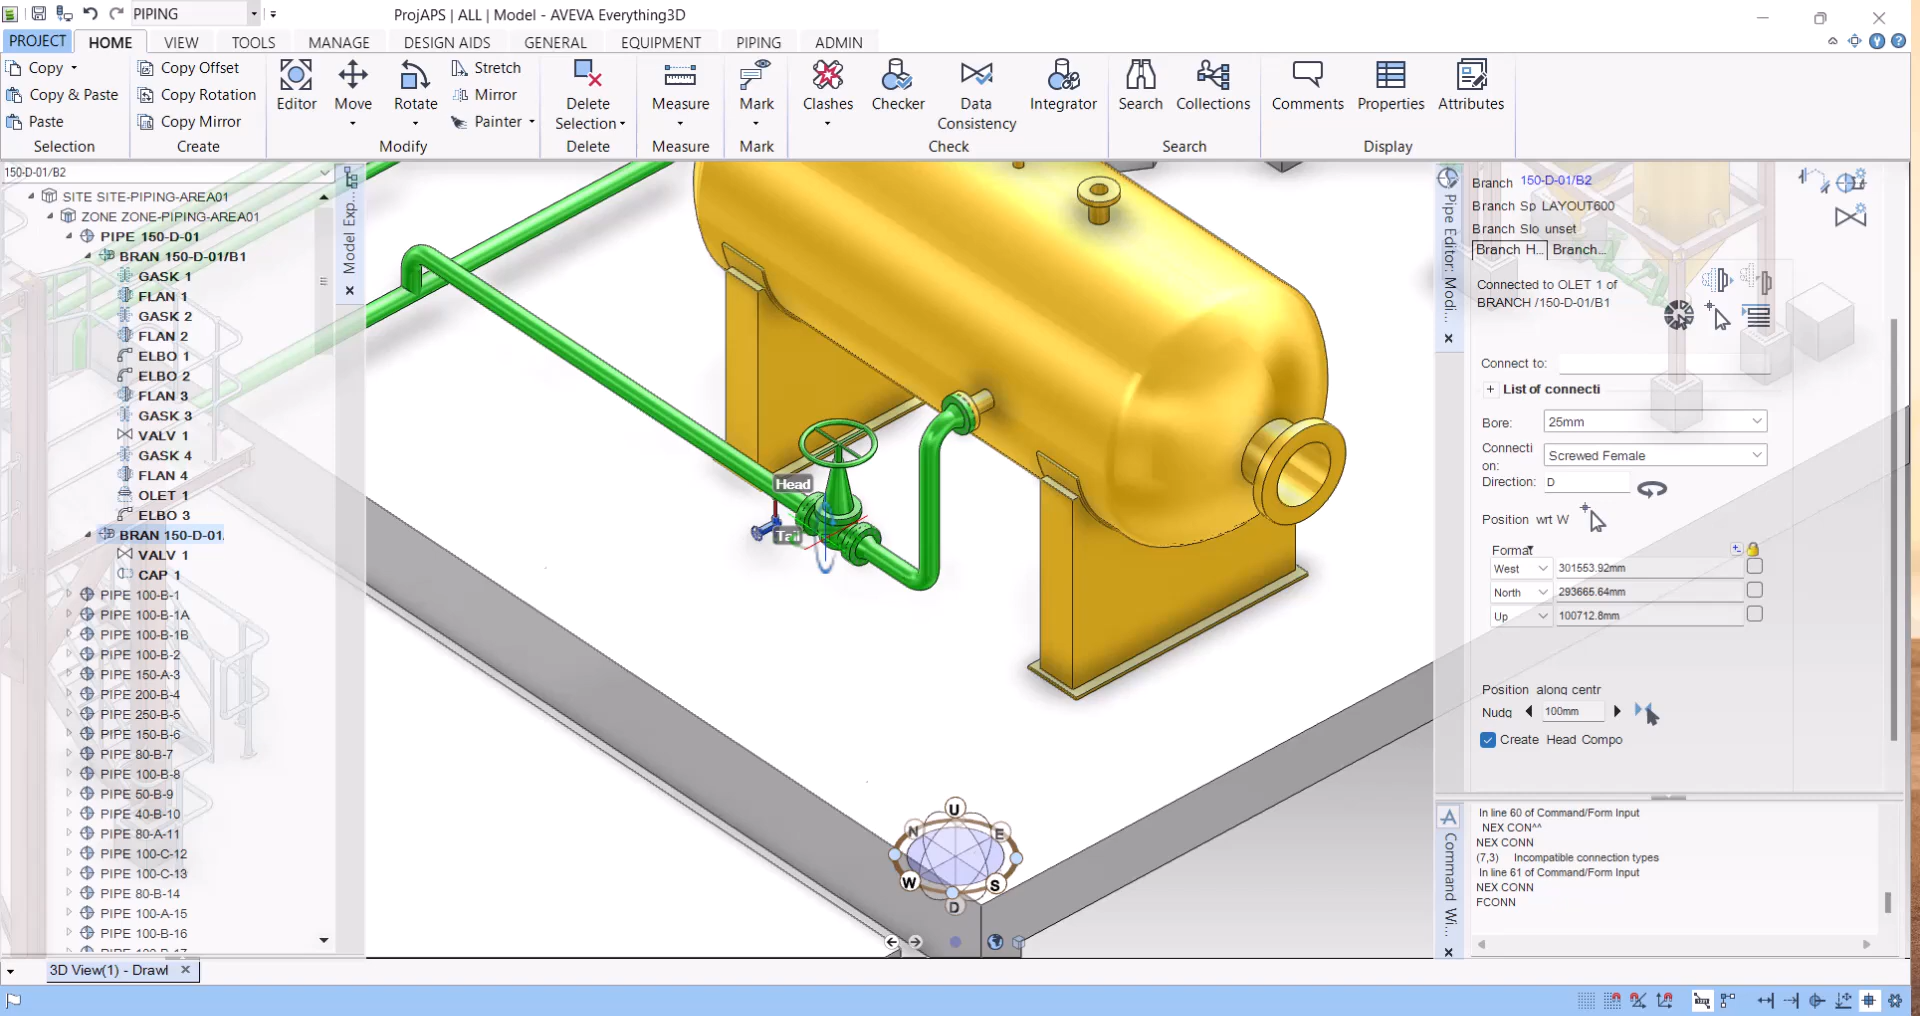 PIPING
ProjAPS | ALL | Model - AVEVA Everything3D
PROJECT HOME VIEW TOOLS MANAGE DESIGN AIDS GENERAL EQUIPMENT PIPING ADMIN
Copy
Copy & Paste
Paste
Selection
Copy Offset
Copy Rotation
Copy Mirror
Create
Editor
Move
Rotate
Stretch
Mirror
Painter
Modify
Delete
Selection
Delete
Measure
Measure
Mark
Mark
Clashes
Checker
Data
Consistency
Integrator
Check
Search
Collections
Search
Comments
Properties
Attributes
Display
150-D-01/B2
SITE SITE-PIPING-AREA01
ZONE ZONE-PIPING-AREA01
PIPE 150-D-01
BRAN 150-D-01/B1
GASK 1
FLAN 1
GASK 2
FLAN 2
ELBO 1
ELBO 2
FLAN 3
GASK 3
VALV 1
GASK 4
FLAN 4
OLET 1
ELBO 3
BRAN 150-D-01.
VALV 1
CAP 1
PIPE 100-B-1
PIPE 100-B-1A
PIPE 100-B-1B
PIPE 100-B-2
PIPE 150-A-3
PIPE 200-B-4
PIPE 250-B-5
PIPE 150-B-6
PIPE 80-B-7
PIPE 100-B-8
PIPE 50-B-9
PIPE 40-B-10
PIPE 80-A-11
PIPE 100-C-12
PIPE 100-C-13
PIPE 80-B-14
PIPE 100-A-15
PIPE 100-B-16
Model Exp...
Head
Tail
U
N
E
W
S
D
Pipe Editor: Modi...
Branch 150-D-01/B2
Branch Sp LAYOUT600
Branch Slo unset
Branch H... Branch...
Connected to OLET 1 of
BRANCH /150-D-01/B1
Connect to:
List of connecti
Bore: 25mm
Connecti
on: Screwed Female
Direction: D
Position wrt W
Format
West 301553.92mm
North 293665.64mm
Up 100712.8mm
Position along centr
Nudg 100mm
Create Head Compo
Command Wi...
In line 60 of Command/Form Input
NEX CON^^
NEX CONN
(7,3) Incompatible connection types
In line 61 of Command/Form Input
NEX CONN
FCONN
3D View(1) - Drawl